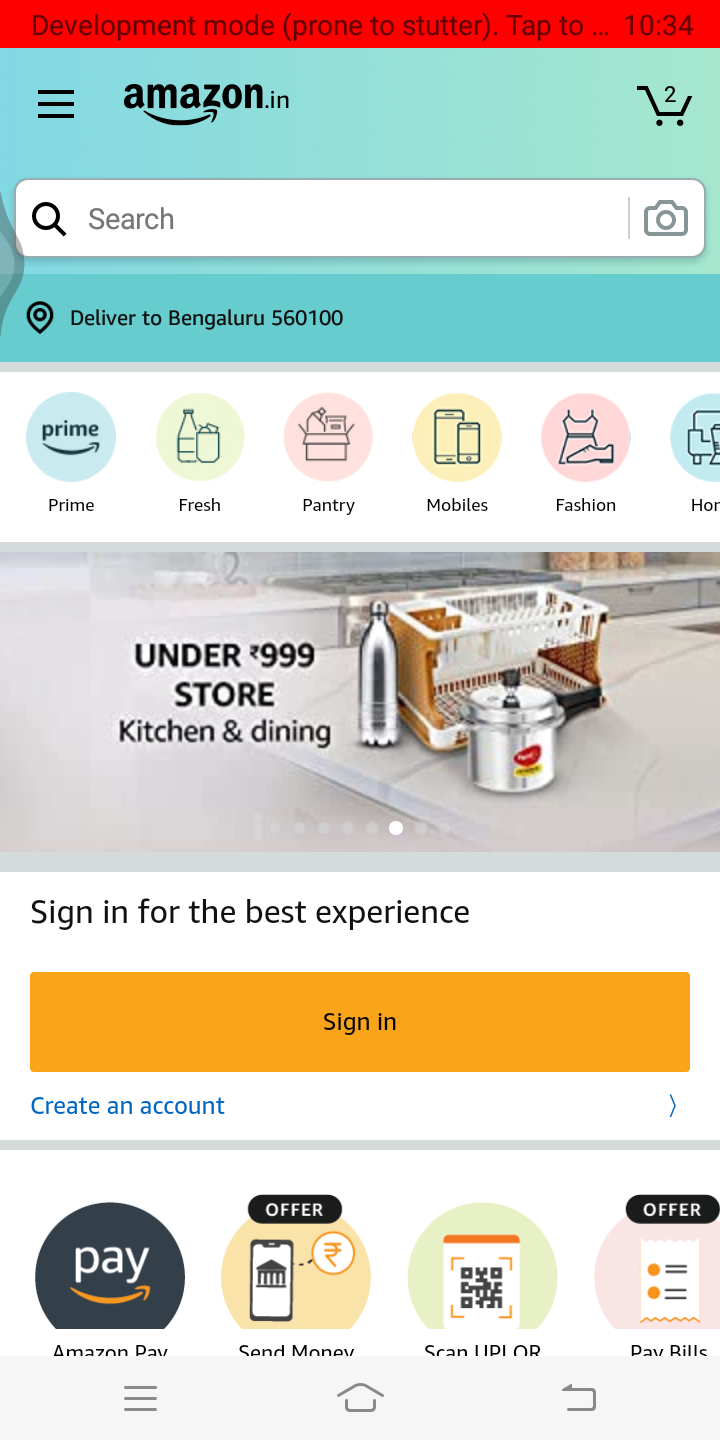 Development mode (prone to stutter). Tap to ... 10:34
amazon.in
2
Search
Deliver to Bengaluru 560100
prime
Prime
Fresh
Pantry
Mobiles
Fashion
Hor
UNDER ₹999
STORE
Kitchen & dining
Sign in for the best experience
Sign in
Create an account
OFFER
OFFER
pay
₹
Amazon Pay
Send Money
Scan UPI QR
Pay Bills